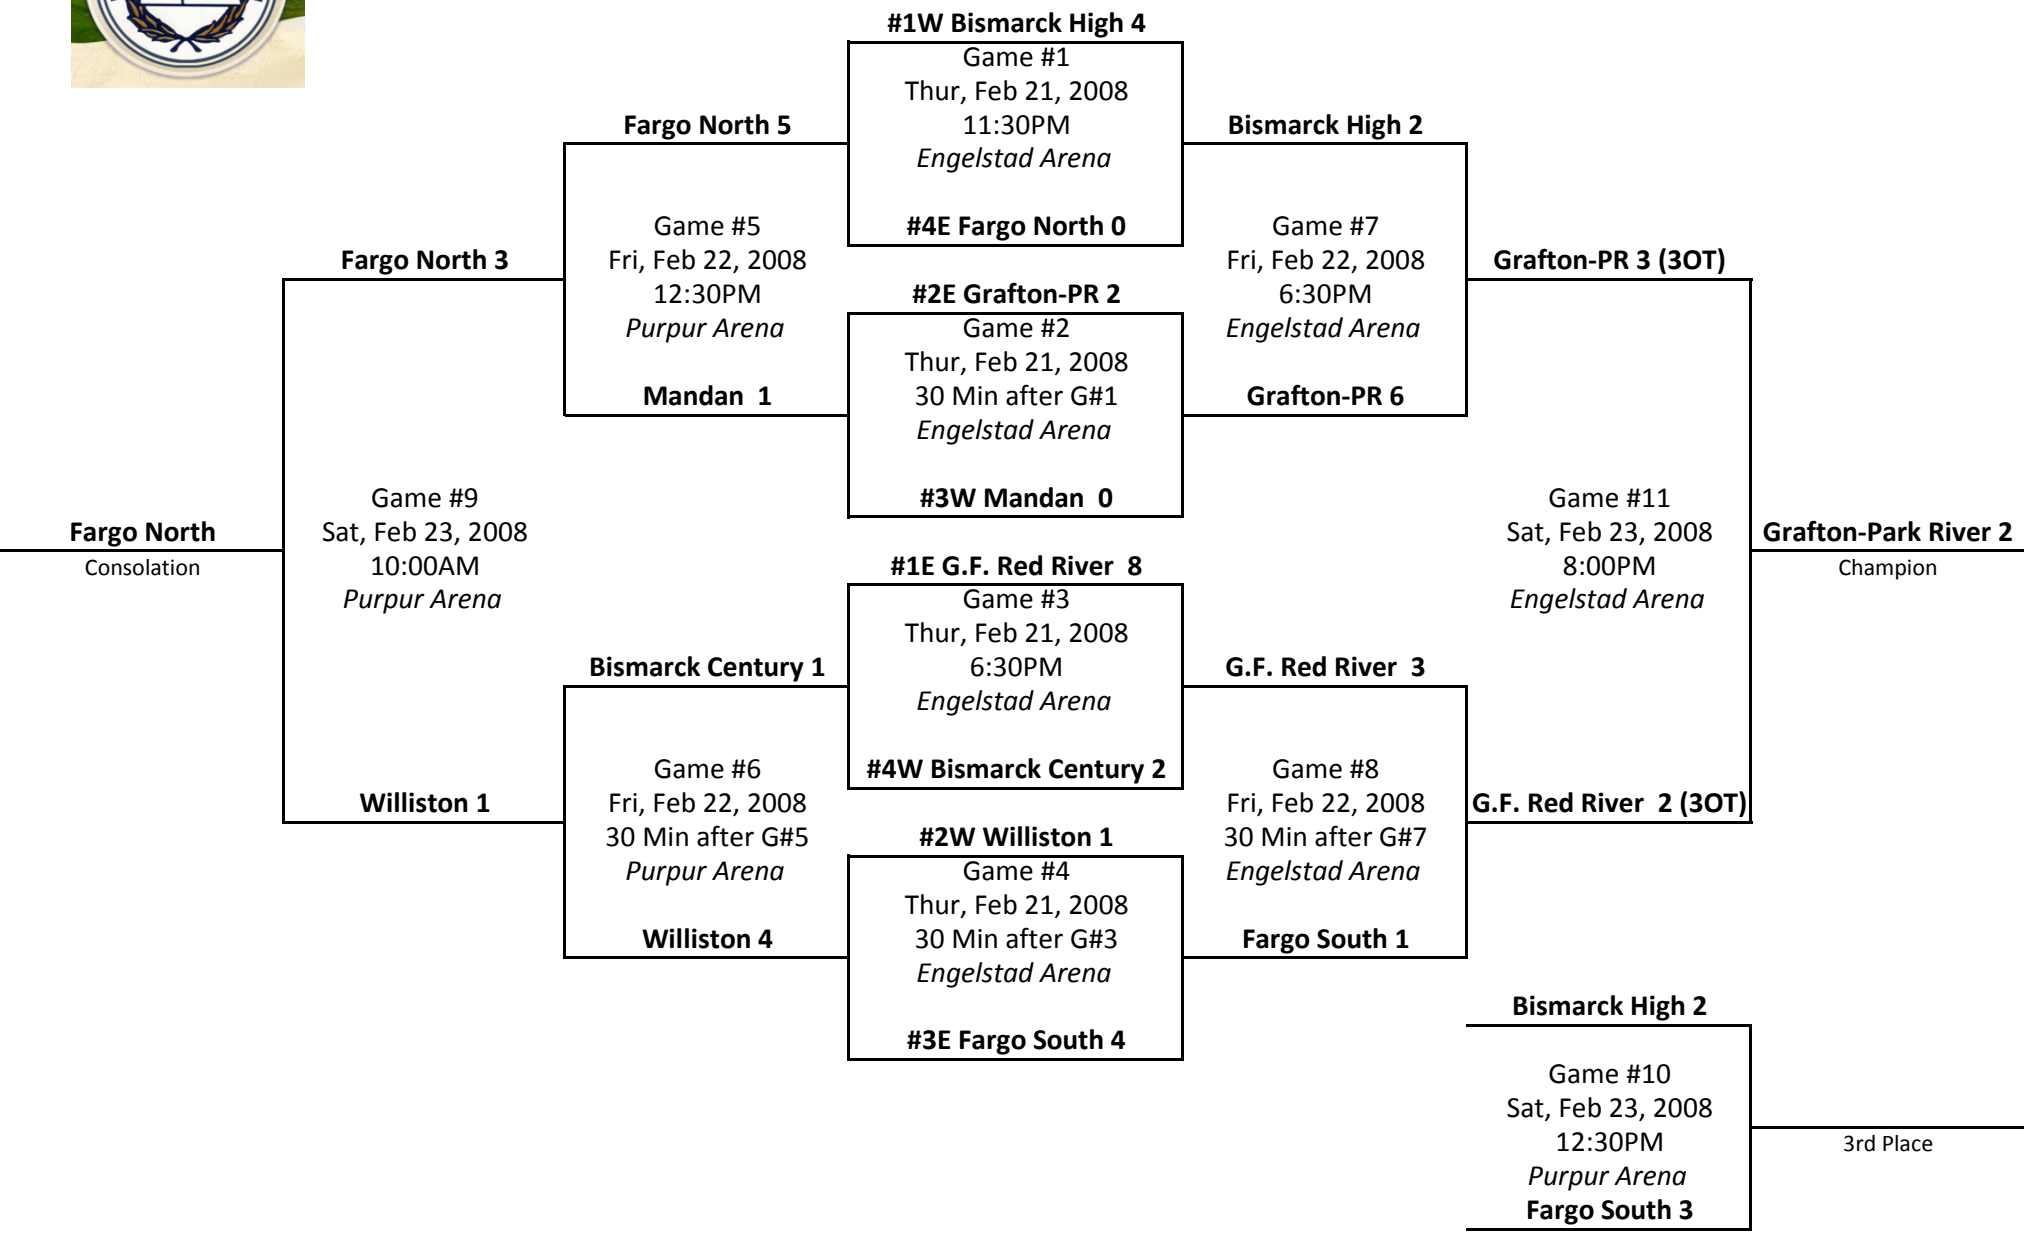 #1W Bismarck High 4
Game #1
Thur, Feb 21, 2008
11:30PM
Engelstad Arena
#4E Fargo North 0
#2E Grafton-PR 2
Game #2
Thur, Feb 21, 2008
30 Min after G#1
Engelstad Arena
#3W Mandan  0
#1E G.F. Red River  8
Game #3
Thur, Feb 21, 2008
6:30PM
Engelstad Arena
#4W Bismarck Century 2
#2W Williston 1
Game #4
Thur, Feb 21, 2008
30 Min after G#3
Engelstad Arena
#3E Fargo South 4
Fargo North 5
Game #5
Fri, Feb 22, 2008
12:30PM
Purpur Arena
Mandan  1
Bismarck Century 1
Game #6
Fri, Feb 22, 2008
30 Min after G#5
Purpur Arena
Williston 4
Bismarck High 2
Game #7
Fri, Feb 22, 2008
6:30PM
Engelstad Arena
Grafton-PR 6
G.F. Red River  3
Game #8
Fri, Feb 22, 2008
30 Min after G#7
Engelstad Arena
Fargo South 1
Fargo North 3
Game #9
Sat, Feb 23, 2008
10:00AM
Purpur Arena
Williston 1
Fargo North
Consolation
Bismarck High 2
Game #10
Sat, Feb 23, 2008
12:30PM
Purpur Arena
Fargo South 3
3rd Place
Grafton-PR 3 (3OT)
Game #11
Sat, Feb 23, 2008
8:00PM
Engelstad Arena
G.F. Red River  2 (3OT)
Grafton-Park River 2
Champion